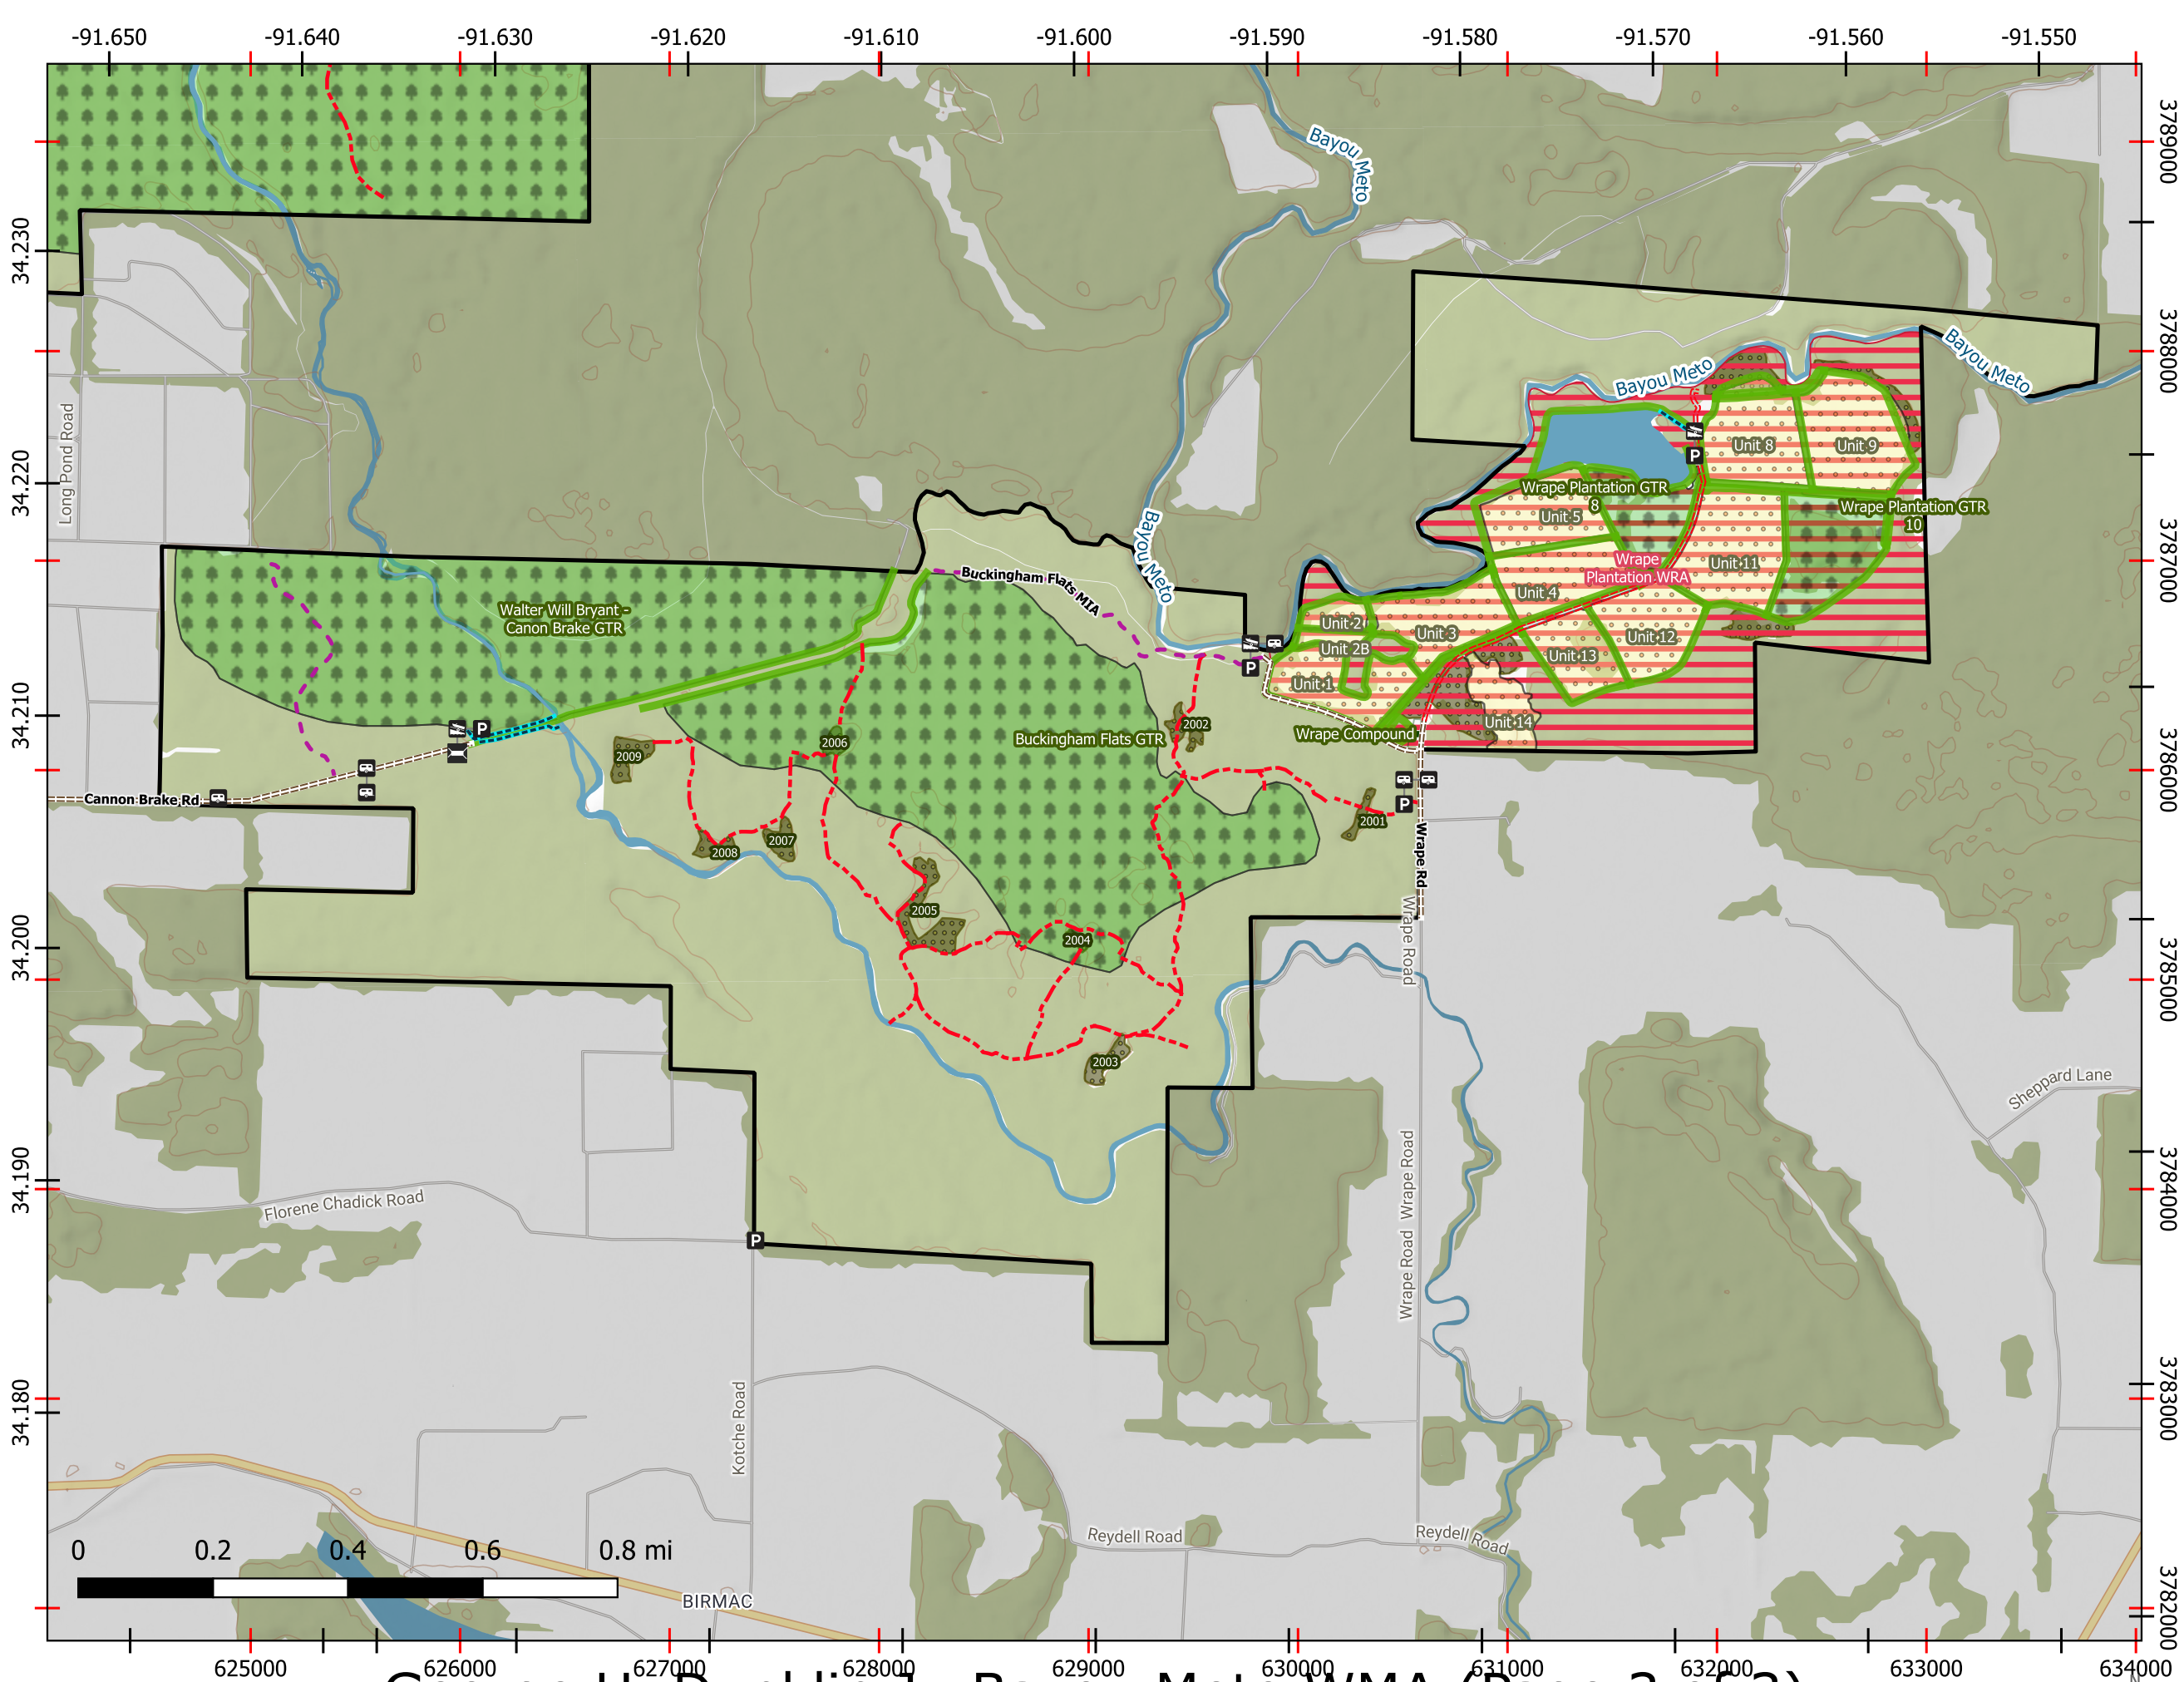 -91.650
-91.640
-91.630
-91.620
-91.610
-91.600
-91.590
-91.580
-91.570
-91.560
-91.550
34.230
34.220
34.210
34.200
34.190
34.180
3789000
3788000
3787000
3786000
3785000
3784000
3783000
3782000
Bayou Meto
Bayou Meto
Bayou Meto
Bayou Meto
Long Pond Road
Unit 8
Unit 9
Wrape Plantation GTR
8
Wrape Plantation GTR
10
Unit 5
Wrape
Plantation WRA
Unit 11
Unit 4
Buckingham Flats MIA
Walter Will Bryant -
Canon Brake GTR
Unit 2
Unit 3
Unit 12
Unit 2B
Unit 13
Unit 1
Unit 14
Wrape Compound
2002
Buckingham Flats GTR
2006
2009
P
P
P
P
P
Cannon Brake Rd
2001
2007
2008
Wrape Rd
2005
2004
Wrape Road
2003
Sheppard Lane
Florene Chadick Road
Wrape Road
Wrape Road
Kotche Road
Reydell Road
Reydell Road
BIRMAC
0
0.2
0.4
0.6
0.8 mi
625000
626000
627000
628000
629000
630000
631000
632000
633000
634000